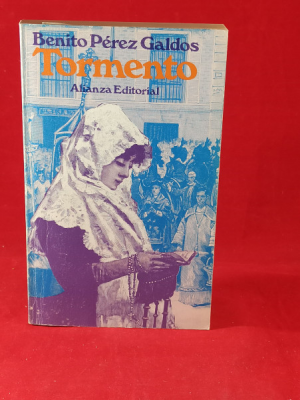 Benito Pérez Galdós
Tormento
Alianza Editorial